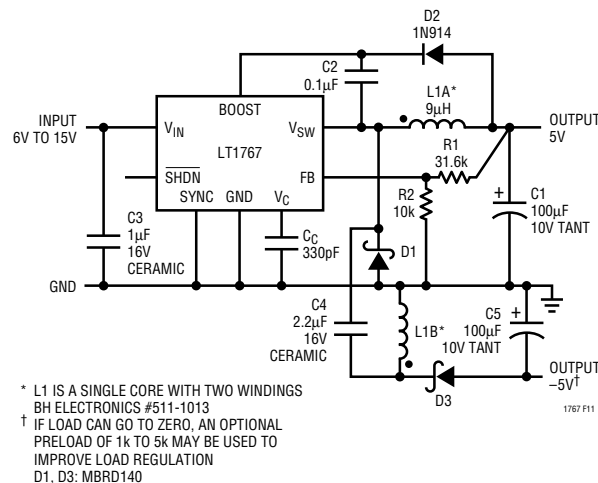 D2
1N914
C2
0.1µF
L1A*
9µH
INPUT
6V TO 15V
BOOST
VIN
LT1767
VSW
OUTPUT
5V
R1
31.6k
SHDN
FB
SYNC
GND
VC
R2
10k
C1
100µF
10V TANT
+
C3
1µF
16V
CERAMIC
CC
330pF
D1
GND
C4
2.2µF
16V
CERAMIC
L1B*
C5
100µF
10V TANT
+
D3
OUTPUT
–5V†
* L1 IS A SINGLE CORE WITH TWO WINDINGS
BH ELECTRONICS #511-1013
† IF LOAD CAN GO TO ZERO, AN OPTIONAL
PRELOAD OF 1k TO 5k MAY BE USED TO
IMPROVE LOAD REGULATION
D1, D3: MBRD140
1767 F11